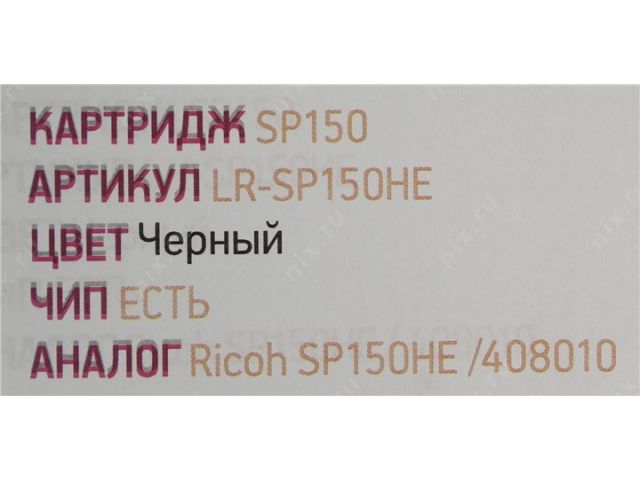 КАРТРИДЖ SP150
АРТИКУЛ LR-SP150HE
ЦВЕТ Черный
ЧИП ЕСТЬ
АНАЛОГ Ricoh SP150HE /408010